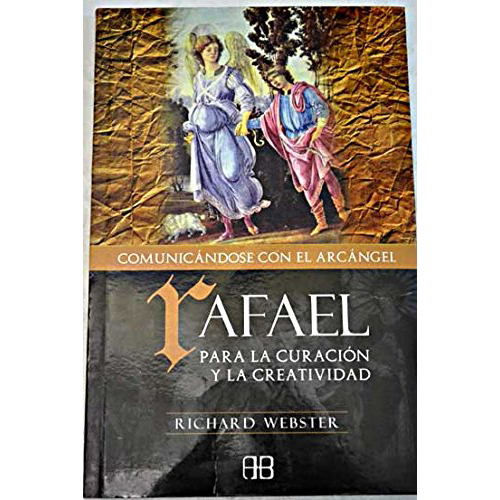 COMUNICÁNDOSE CON EL ARCÁNGEL
rAFAEL
PARA LA CURACIÓN
Y LA CREATIVIDAD
RICHARD WEBSTER
AB